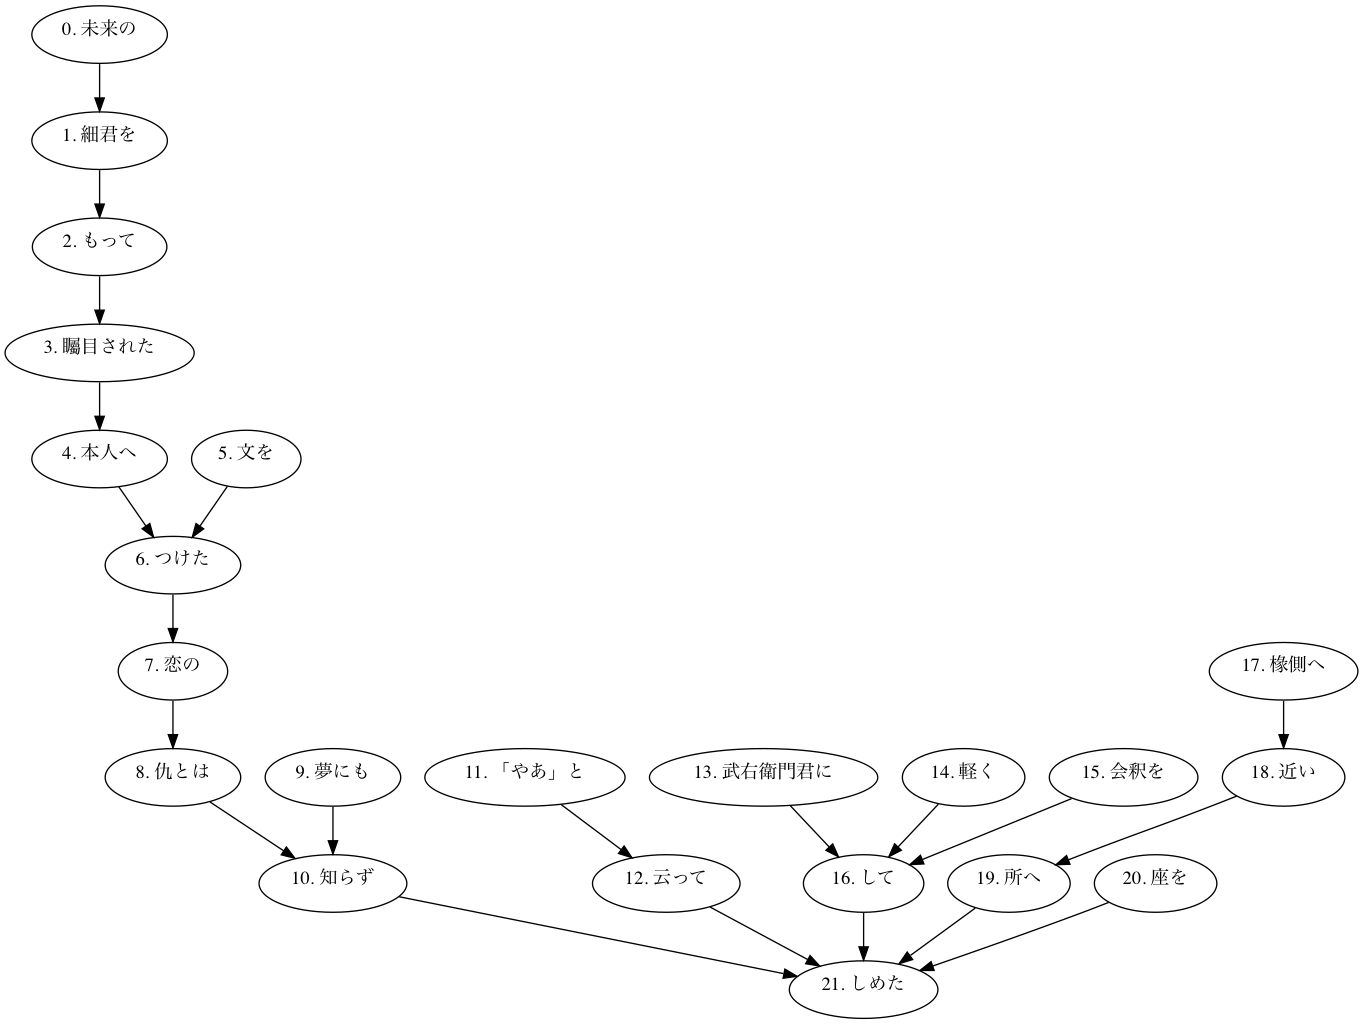 0. 未来の
1. 細君を
2. もって
3. 矚目された
4. 本人へ
5. 文を
6. つけた
7. 恋の
8. 仇とは
9. 夢にも
10. 知らず
11. 「やあ」と
12. 云って
13. 武右衛門君に
14. 軽く
15. 会釈を
16. して
17. 椽側へ
18. 近い
19. 所へ
20. 座を
21. しめた